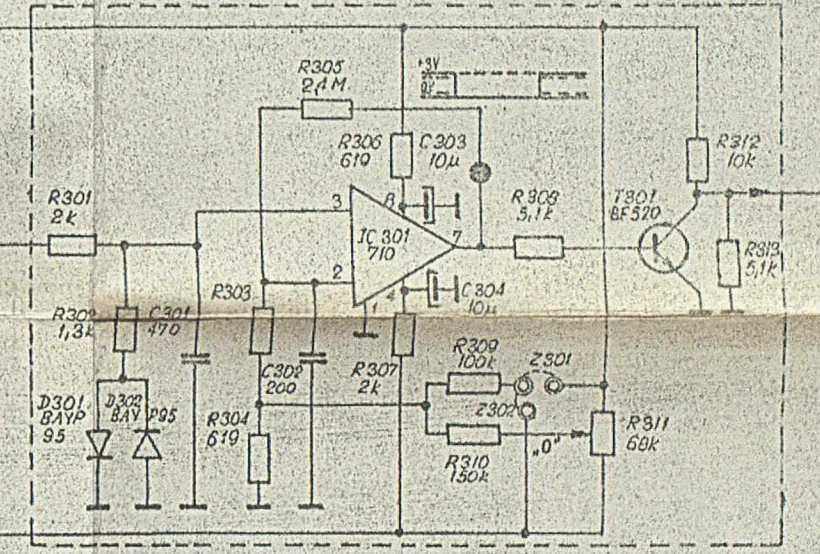 R305
2,4M
+3V
0V
R306
619
C303
10µ
R312
10k
R301
2k
3
8
IC 301
710
7
R308
5,1k
T301
BF520
2
4
1
R303
C304
10µ
R313
5,1k
R302
1,3k
C301
470
C302
200
R307
2k
R309
100k
Z301
D301
BAYP
95
D302
BAY P95
R304
619
Z302
R310
150k
„0"
R311
68k